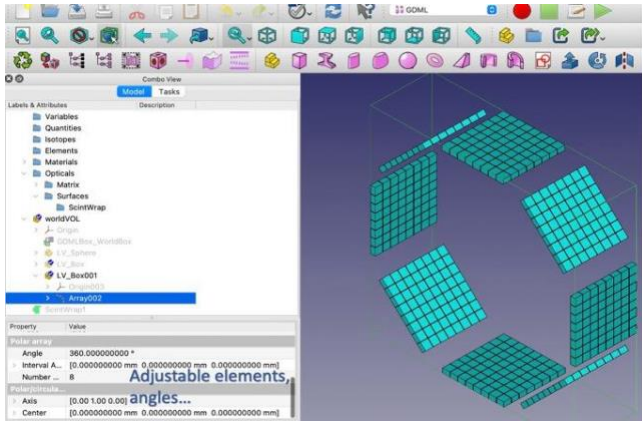 GDML
Combo View
Model Tasks
Labels & Attributes Description
Variables
Quantities
Isotopes
Elements
Materials
Opticals
Matrix
Surfaces
ScintWrap
worldVOL
Origin
GDMLBox_WorldBox
LV_Sphere
LV_Box
LV_Box001
Origin003
Array002
ScintWrap1
Property Value
Polar array
Angle 360.000000000 °
Interval A... [0.000000000 mm 0.000000000 mm 0.000000000 mm]
Number ... 8
Adjustable elements,
Polar/circula...
Axis [0.00 1.00 0.00]
angles...
Center [0.000000000 mm 0.000000000 mm 0.000000000 mm]